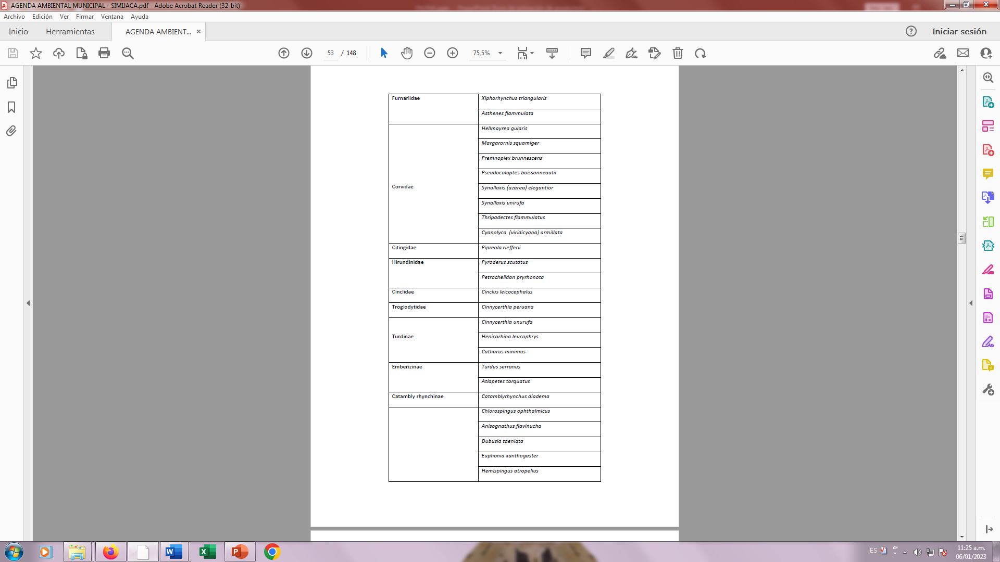 AGENDA AMBIENTAL MUNICIPAL - SIMIJACA.pdf - Adobe Acrobat Reader (32-bit)
Archivo Edición Ver Firmar Ventana Ayuda
Inicio Herramientas AGENDA AMBIENT... × Iniciar sesión
53 / 148 75,5%
Furnariidae Xiphorhynchus triangularis
Asthenes flammulata
Hellmayrea gularis
Margarornis squamiger
Premnoplex brunnescens
Pseudocolaptes boissonneautii
Corvidae Synallaxis (azarea) elegantior
Synallaxis unirufa
Thripadectes flammulatus
Cyanolyca (viridicyana) armillata
Citingidae Pipreola riefferii
Hirundinidae Pyroderus scutatus
Petrochelidon pryrhonota
Cinclidae Cinclus leicocephalus
Troglodytidae Cinnycerthia peruana
Cinnycerthia unurufa
Turdinae Henicorhina leucophrys
Catharus minimus
Emberizinae Turdus serranus
Atlapetes torquatus
Catambly rhynchinae Catamblyrhynchus diadema
Chlorospingus ophthalmicus
Anisognathus flavinucha
Dubusia taeniata
Euphonia xanthogaster
Hemispingus atropelius
ES 11:25 a.m.
06/01/2023